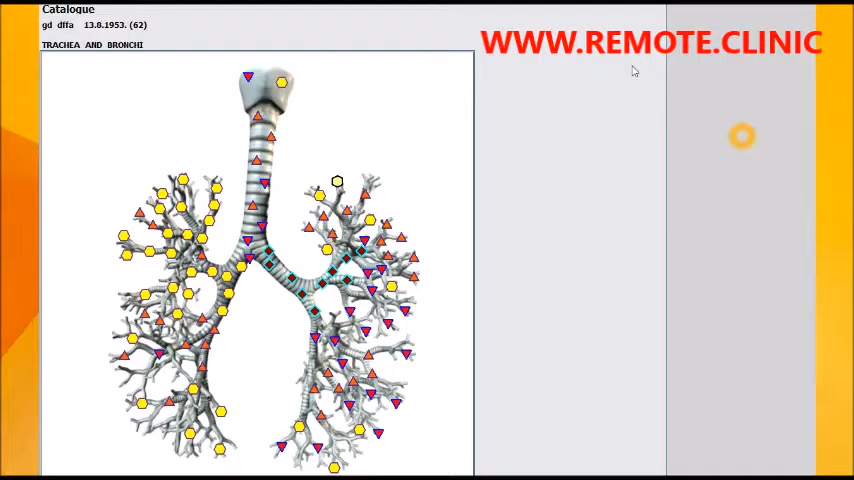 Catalogue
gd dffa 13.8.1953. (62)
TRACHEA AND BRONCHI
WWW.REMOTE.CLINIC